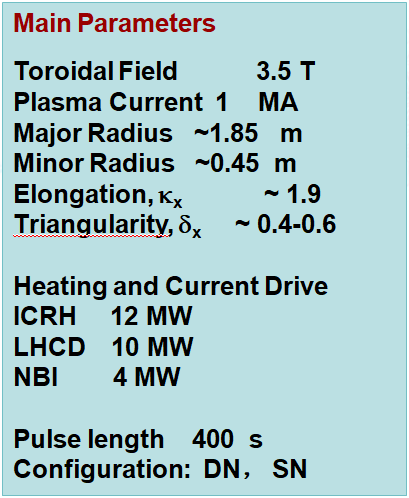 Main Parameters
Toroidal Field 3.5 T
Plasma Current 1 MA
Major Radius ~1.85 m
Minor Radius ~0.45 m
Elongation, κx ~ 1.9
Triangularity, δx ~ 0.4-0.6
Heating and Current Drive
ICRH 12 MW
LHCD 10 MW
NBI 4 MW
Pulse length 400 s
Configuration: DN， SN